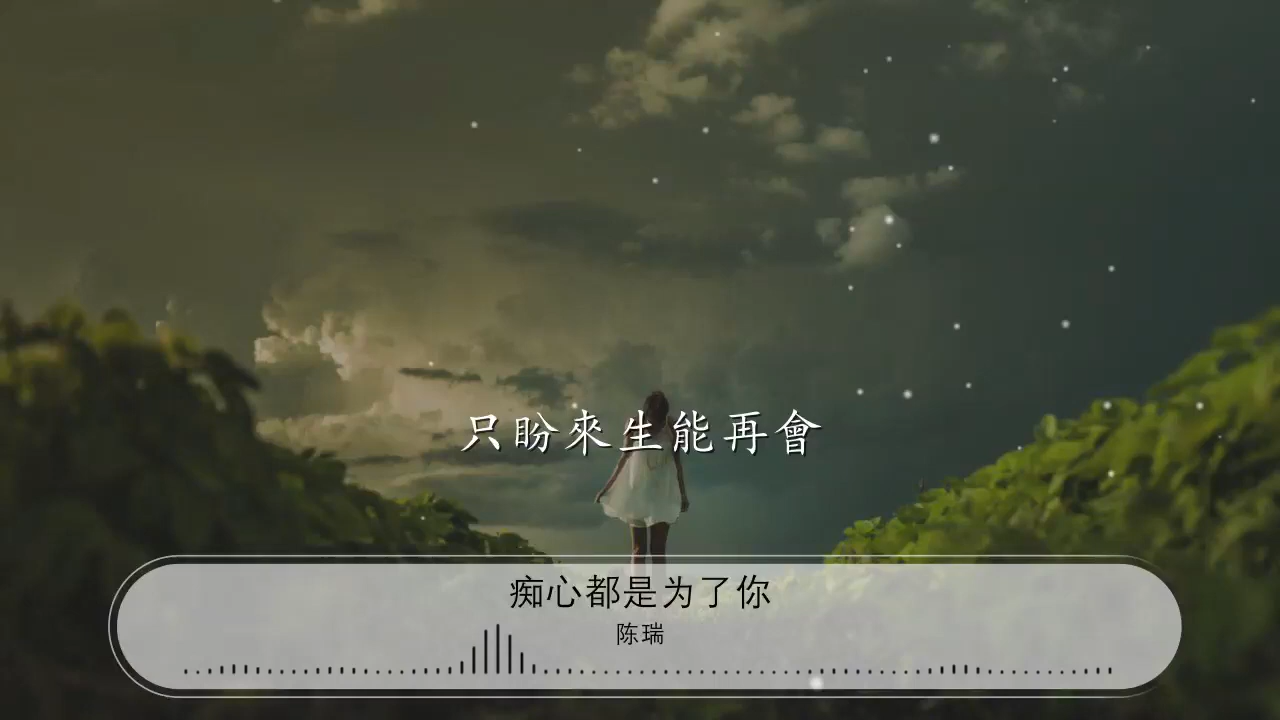 只盼來生能再會
痴心都是为了你
陈瑞